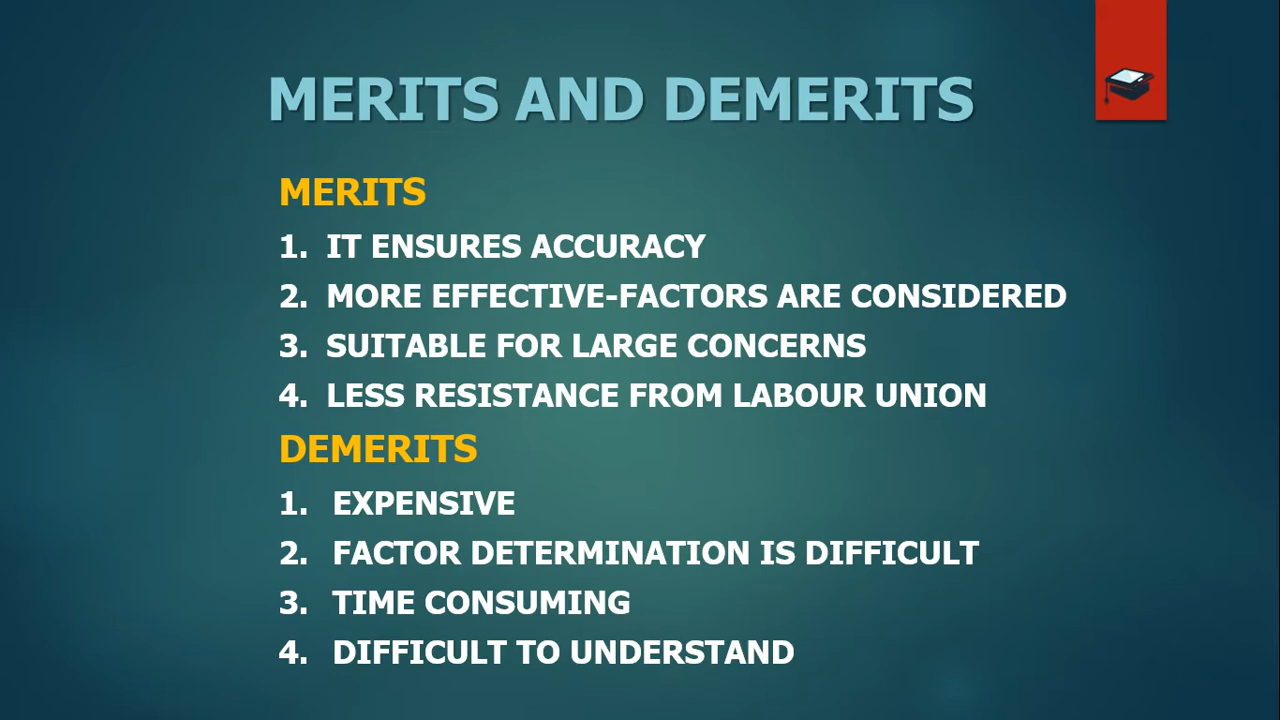 MERITS AND DEMERITS
MERITS
1. IT ENSURES ACCURACY
2. MORE EFFECTIVE-FACTORS ARE CONSIDERED
3. SUITABLE FOR LARGE CONCERNS
4. LESS RESISTANCE FROM LABOUR UNION
DEMERITS
1. EXPENSIVE
2. FACTOR DETERMINATION IS DIFFICULT
3. TIME CONSUMING
4. DIFFICULT TO UNDERSTAND